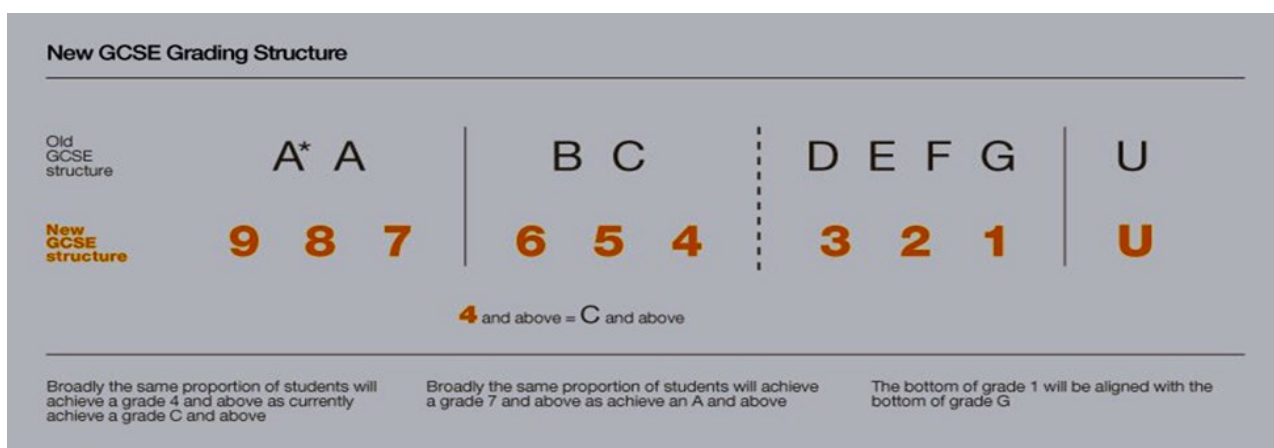 New GCSE Grading Structure
Old
GCSE
structure
A* A
B C
D E F G
U
New
GCSE
structure
9 8 7
6 5 4
3 2 1
U
4 and above = C and above
Broadly the same proportion of students will
achieve a grade 4 and above as currently
achieve a grade C and above
Broadly the same proportion of students will achieve
a grade 7 and above as achieve an A and above
The bottom of grade 1 will be aligned with the
bottom of grade G